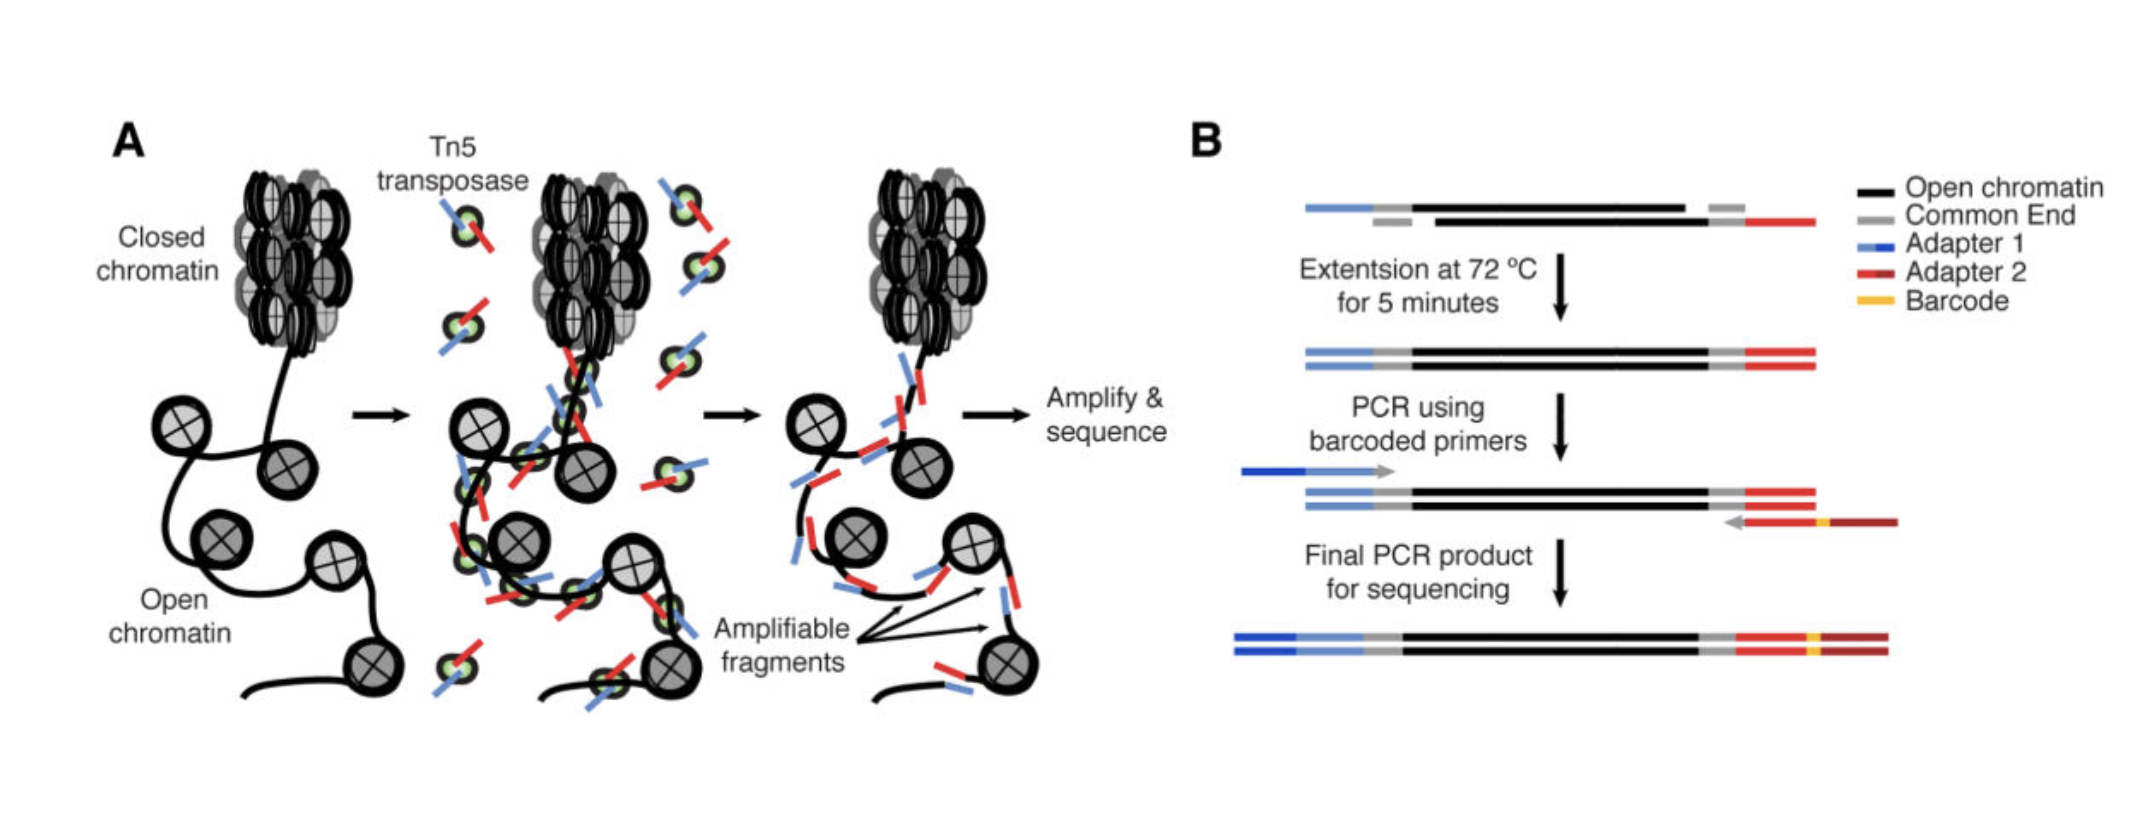 A
Tn5
transposase
Closed
chromatin
Open
chromatin
Amplifiable
fragments
Amplify &
sequence
B
Extentsion at 72 ºC
for 5 minutes
PCR using
barcoded primers
Final PCR product
for sequencing
Open chromatin
Common End
Adapter 1
Adapter 2
Barcode